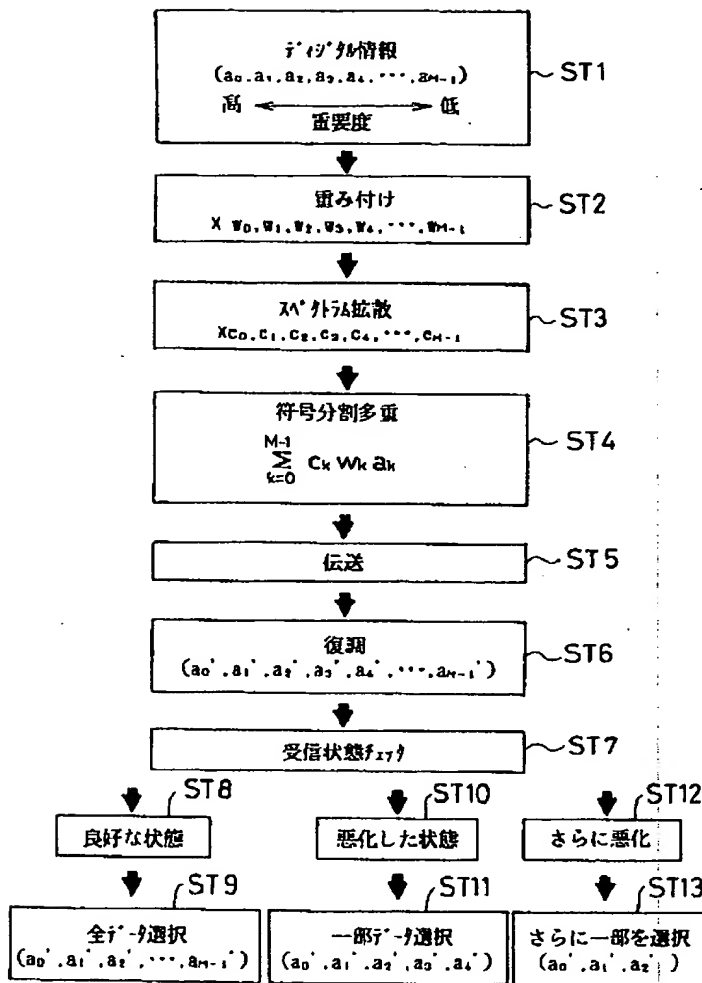 ディジタル情報
(a₀,a₁,a₂,a₃,a₄,…,aM-1)
高 ←→ 低
重要度
ST1
重み付け
X w₀,w₁,w₂,w₃,w₄,…,wM-1
ST2
スペクトラム拡散
Xc₀,c₁,c₂,c₃,c₄,…,cM-1
ST3
符号分割多重
M-1
Σ ck wk ak
k=0
ST4
伝送
ST5
復調
(a₀',a₁',a₂',a₃',a₄',…,aM-1')
ST6
受信状態チェック
ST7
ST8
良好な状態
ST10
悪化した状態
ST12
さらに悪化
ST9
全データ選択
(a₀',a₁',a₂',…,aM-1')
ST11
一部データ選択
(a₀',a₁',a₂',a₃',a₄')
ST13
さらに一部を選択
(a₀',a₁',a₂')